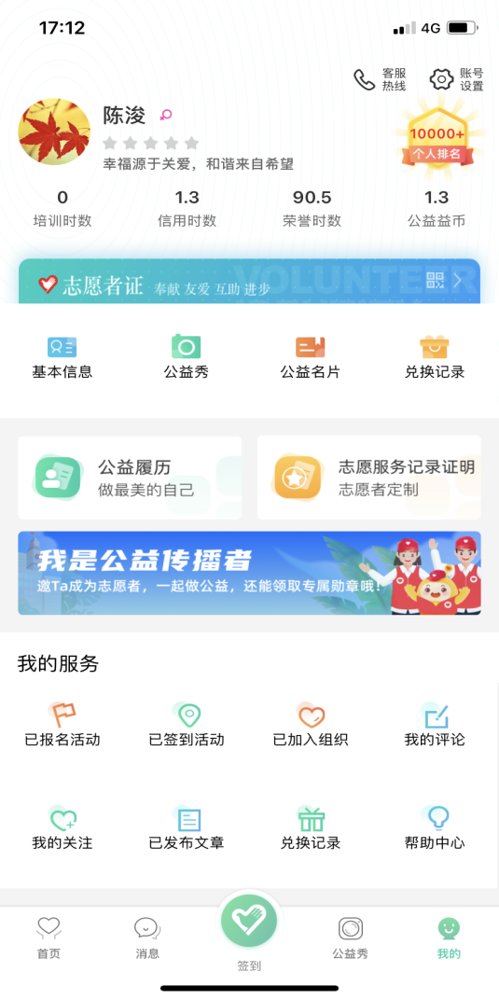 17:12
4G
客服热线
账号设置
陈浚
10000+
个人排名
幸福源于关爱，和谐来自希望
0
1.3
90.5
1.3
培训时数
信用时数
荣誉时数
公益益币
VOLUNTEER
志愿者证 奉献 友爱 互助 进步
基本信息
公益秀
公益名片
兑换记录
公益履历
做最美的自己
志愿服务记录证明
志愿者定制
我是公益传播者
邀Ta成为志愿者，一起做公益，还能领取专属勋章哦！
我的服务
已报名活动
已签到活动
已加入组织
我的评论
我的关注
已发布文章
兑换记录
帮助中心
首页
消息
签到
公益秀
我的